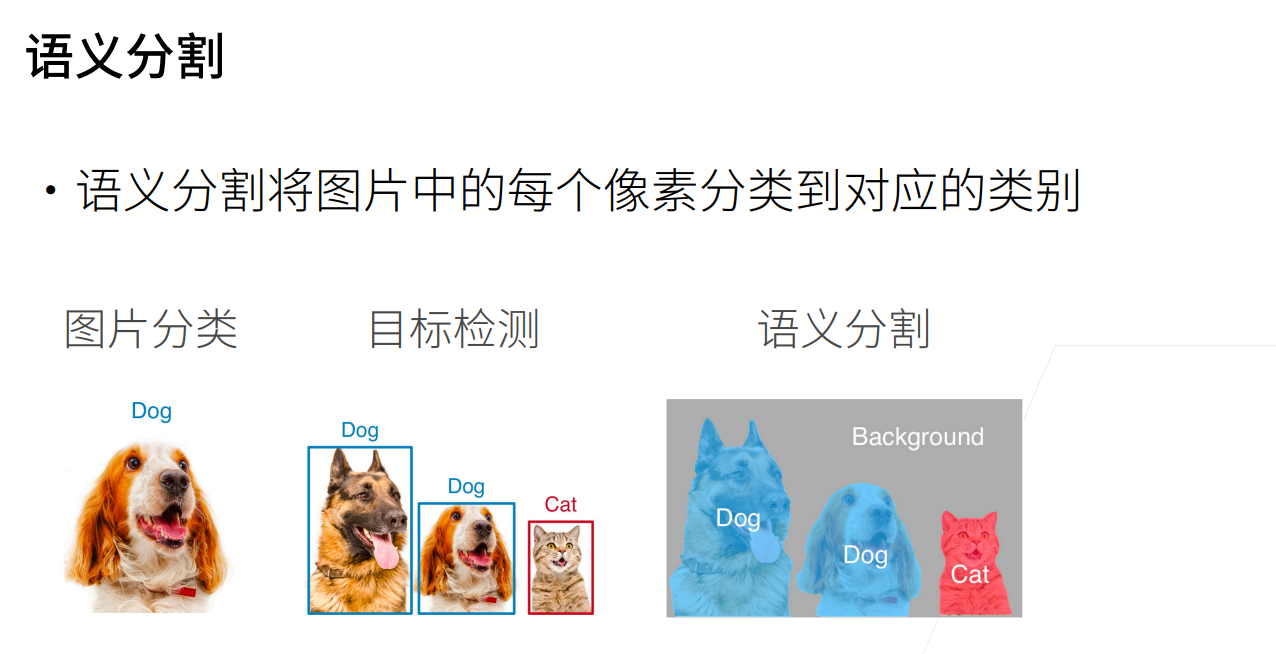 语义分割
• 语义分割将图片中的每个像素分类到对应的类别
图片分类
目标检测
语义分割
Dog
Dog
Dog
Cat
Background
Dog
Dog
Cat